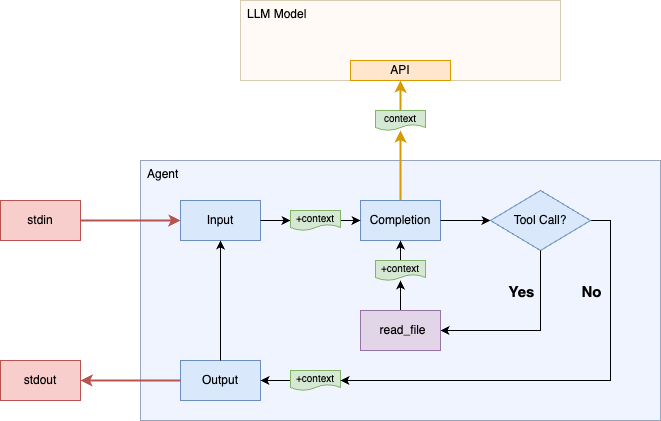 LLM Model
API
context
Agent
stdin
Input
+context
Completion
Tool Call?
+context
Yes
No
read_file
stdout
Output
+context